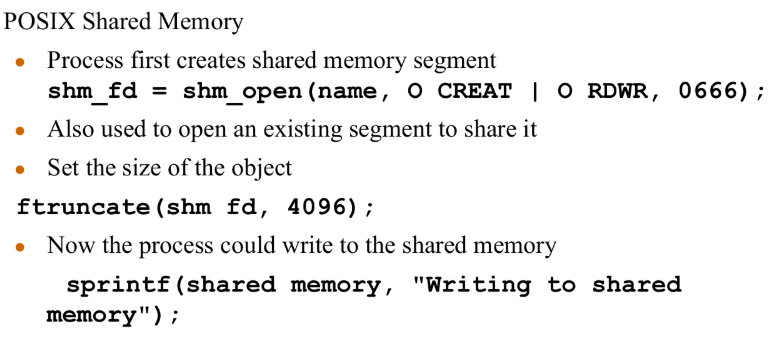 POSIX Shared Memory
• Process first creates shared memory segment
shm_fd = shm_open(name, O CREAT | O RDWR, 0666);
• Also used to open an existing segment to share it
• Set the size of the object
ftruncate(shm fd, 4096);
• Now the process could write to the shared memory
sprintf(shared memory, "Writing to shared
memory");